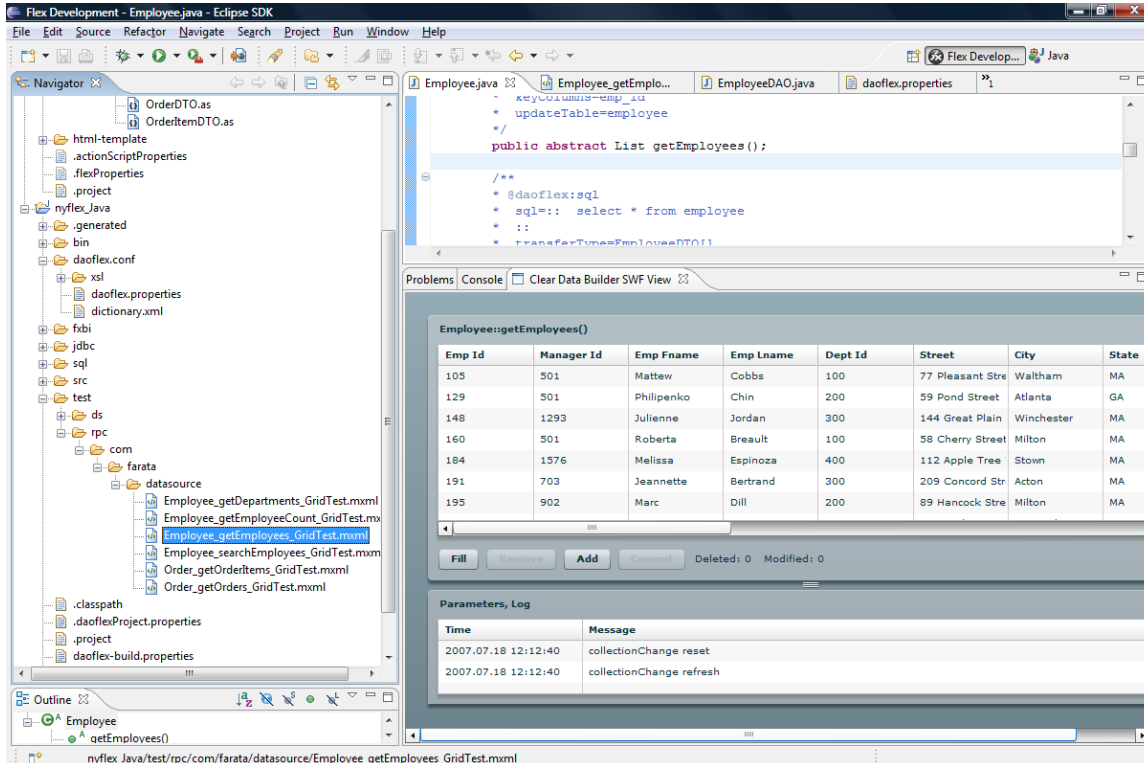 Flex Development - Employee.java - Eclipse SDK
File Edit Source Refactor Navigate Search Project Run Window Help
Flex Develop... Java
Navigator
OrderDTO.as
OrderItemDTO.as
html-template
.actionScriptProperties
.flexProperties
.project
nyflex_Java
.generated
bin
daoflex.conf
xsl
daoflex.properties
dictionary.xml
fxbi
jdbc
sql
src
test
ds
rpc
com
farata
datasource
Employee_getDepartments_GridTest.mxml
Employee_getEmployeeCount_GridTest.mx
Employee_getEmployees_GridTest.mxml
Employee_searchEmployees_GridTest.mxm
Order_getOrderItems_GridTest.mxml
Order_getOrders_GridTest.mxml
.classpath
.daoflexProject.properties
.project
daoflex-build.properties
Outline
Employee
getEmployees()
Employee.java Employee_getEmplo... EmployeeDAO.java daoflex.properties »1
* keyColumns=emp_id
* updateTable=employee
*/
public abstract List getEmployees();
/**
* @daoflex:sql
* sql=:: select * from employee
* ::
* transferType=EmployeeDTO[]
Problems Console Clear Data Builder SWF View
Employee::getEmployees()
Emp Id Manager Id Emp Fname Emp Lname Dept Id Street City State
105 501 Mattew Cobbs 100 77 Pleasant Stre Waltham MA
129 501 Philipenko Chin 200 59 Pond Street Atlanta GA
148 1293 Julienne Jordan 300 144 Great Plain Winchester MA
160 501 Roberta Breault 100 58 Cherry Street Milton MA
184 1576 Melissa Espinoza 400 112 Apple Tree Stown MA
191 703 Jeannette Bertrand 300 209 Concord Str Acton MA
195 902 Marc Dill 200 89 Hancock Stre Milton MA
Fill Remove Add Commit Deleted: 0 Modified: 0
Parameters, Log
Time Message
2007.07.18 12:12:40 collectionChange reset
2007.07.18 12:12:40 collectionChange refresh
nyflex_Java/test/rpc/com/farata/datasource/Employee_getEmployees_GridTest.mxml